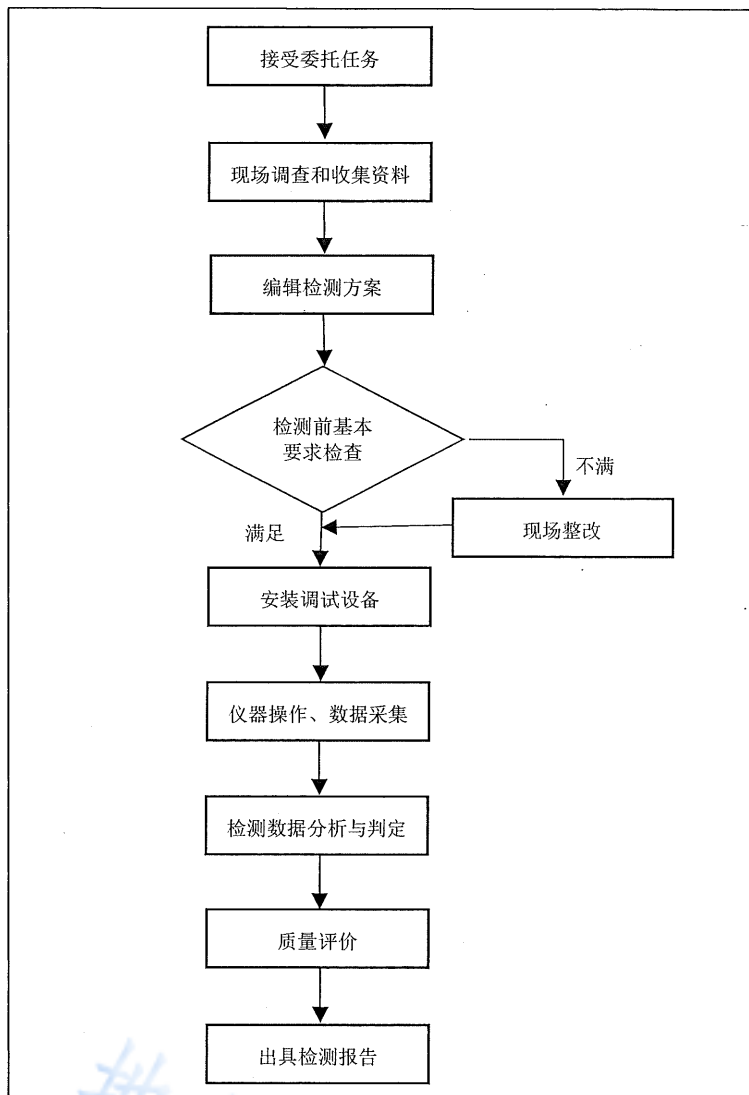 接受委托任务
现场调查和收集资料
编辑检测方案
检测前基本
要求检查
不满
满足
现场整改
安装调试设备
仪器操作、数据采集
检测数据分析与判定
质量评价
出具检测报告